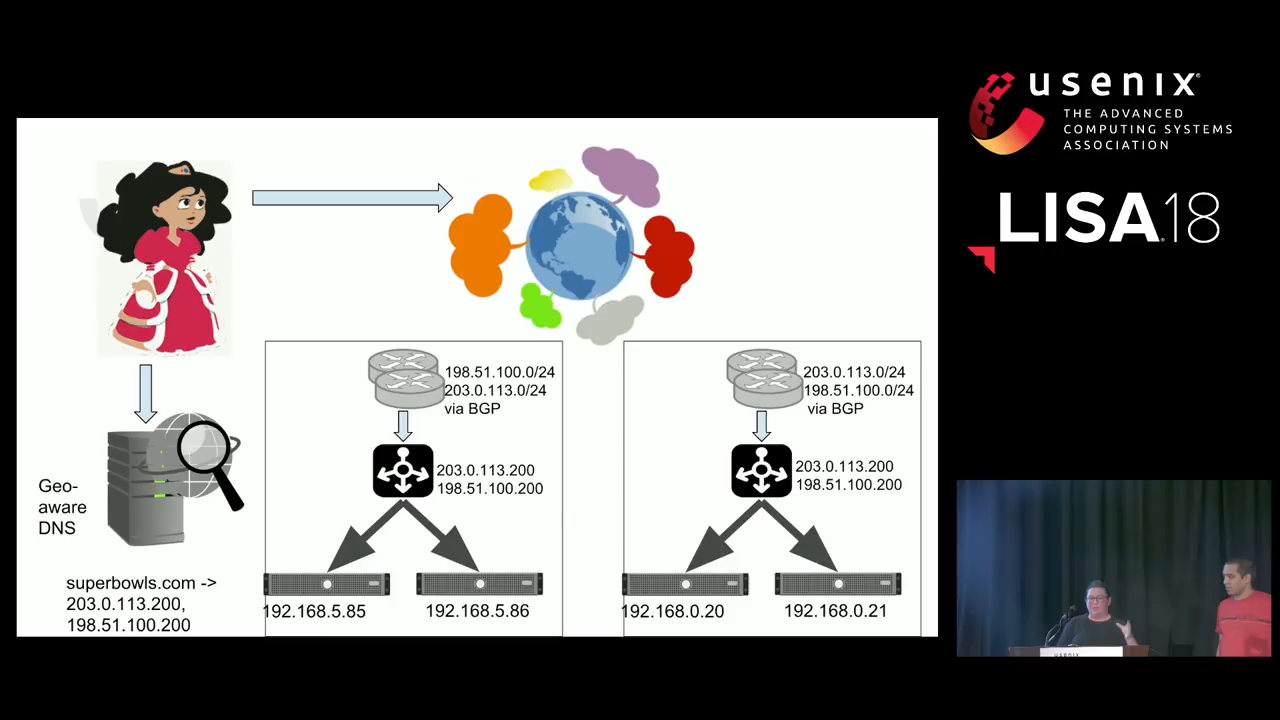 usenix
THE ADVANCED
COMPUTING SYSTEMS
ASSOCIATION
LISA18
198.51.100.0/24
203.0.113.0/24
via BGP
203.0.113.200
198.51.100.200
192.168.5.85
192.168.5.86
203.0.113.0/24
198.51.100.0/24
via BGP
203.0.113.200
198.51.100.200
192.168.0.20
192.168.0.21
Geo-
aware
DNS
superbowls.com ->
203.0.113.200,
198.51.100.200
usenix